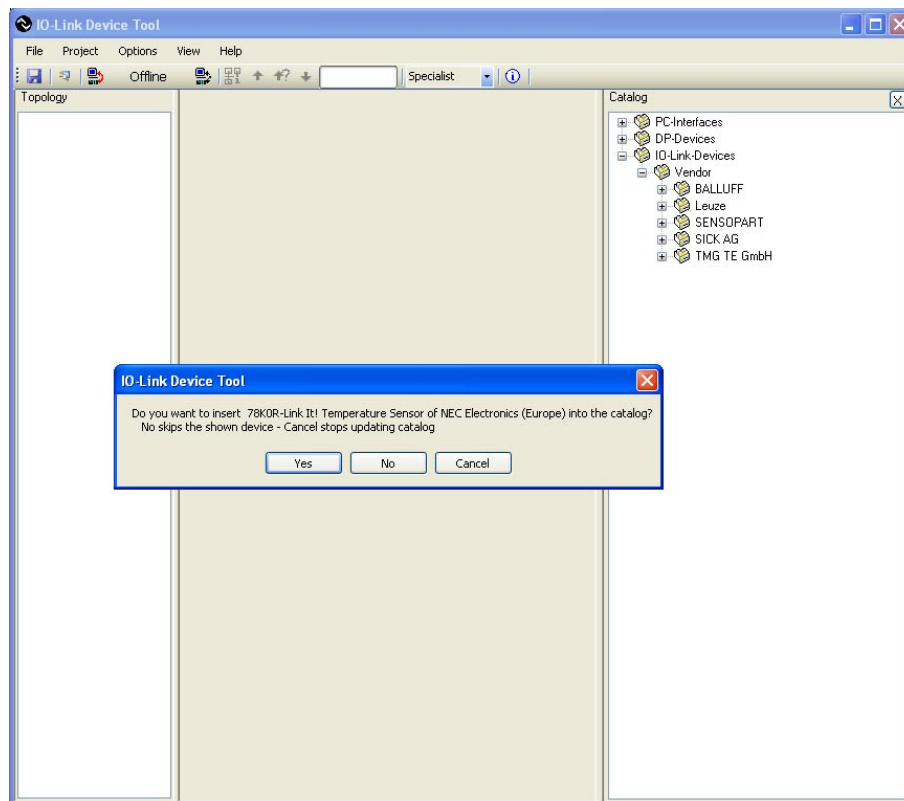 IO-Link Device Tool
File Project Options View Help
Offline Specialist
Topology
Catalog
PC-Interfaces
DP-Devices
IO-Link-Devices
Vendor
BALLUFF
Leuze
SENSOPART
SICK AG
TMG TE GmbH
IO-Link Device Tool
Do you want to insert 78K0R-Link It! Temperature Sensor of NEC Electronics (Europe) into the catalog?
No skips the shown device - Cancel stops updating catalog
Yes No Cancel